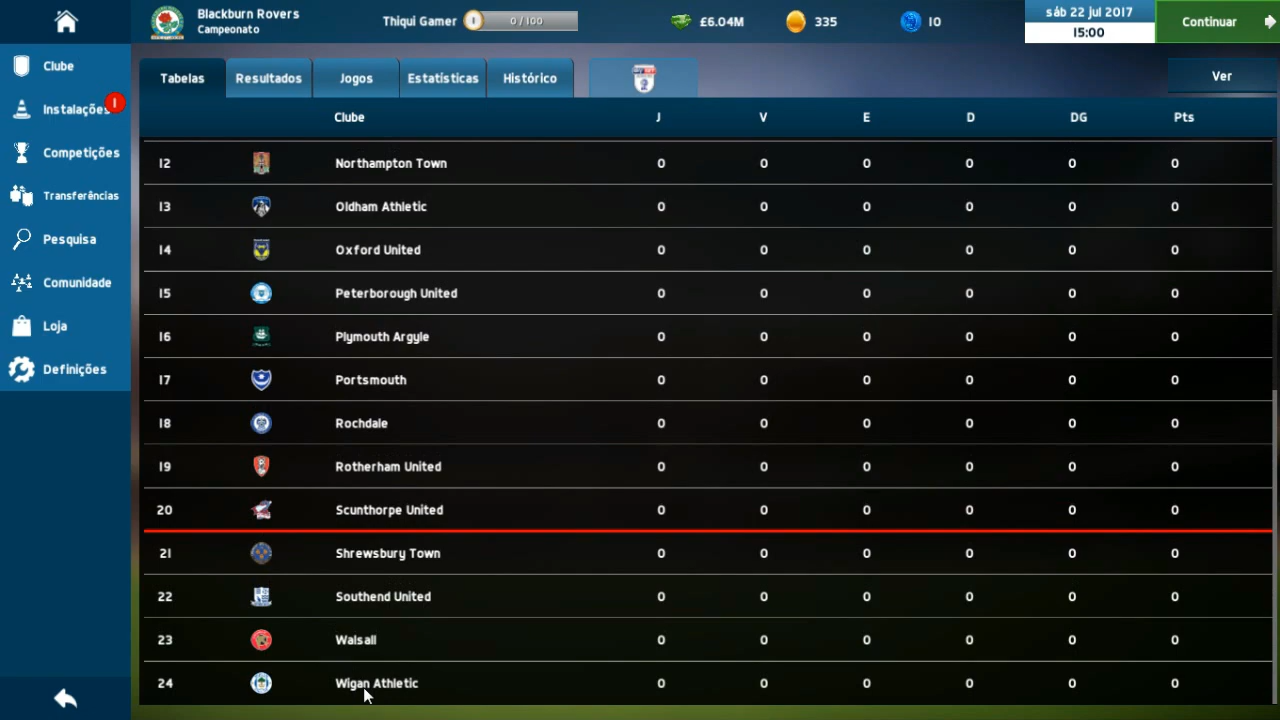 Blackburn Rovers
Campeonato
Thiqui Gamer 1 0 / 100
£6.04M
335
10
sáb 22 jul 2017
15:00
Continuar
Clube
Instalações 1
Competições
Transferências
Pesquisa
Comunidade
Loja
Definições
Tabelas Resultados Jogos Estatísticas Histórico
Ver
Clube J V E D DG Pts
12 Northampton Town 0 0 0 0 0 0
13 Oldham Athletic 0 0 0 0 0 0
14 Oxford United 0 0 0 0 0 0
15 Peterborough United 0 0 0 0 0 0
16 Plymouth Argyle 0 0 0 0 0 0
17 Portsmouth 0 0 0 0 0 0
18 Rochdale 0 0 0 0 0 0
19 Rotherham United 0 0 0 0 0 0
20 Scunthorpe United 0 0 0 0 0 0
21 Shrewsbury Town 0 0 0 0 0 0
22 Southend United 0 0 0 0 0 0
23 Walsall 0 0 0 0 0 0
24 Wigan Athletic 0 0 0 0 0 0